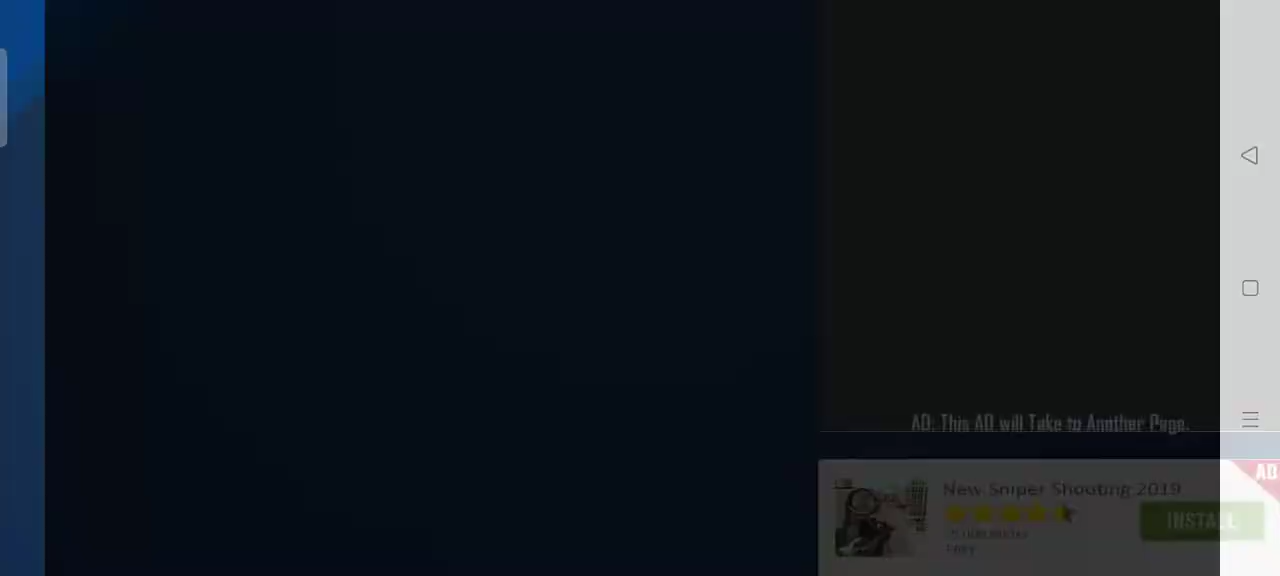 AD: This AD will Take to Another Page.
AD
New Sniper Shooting 2019
INSTALL